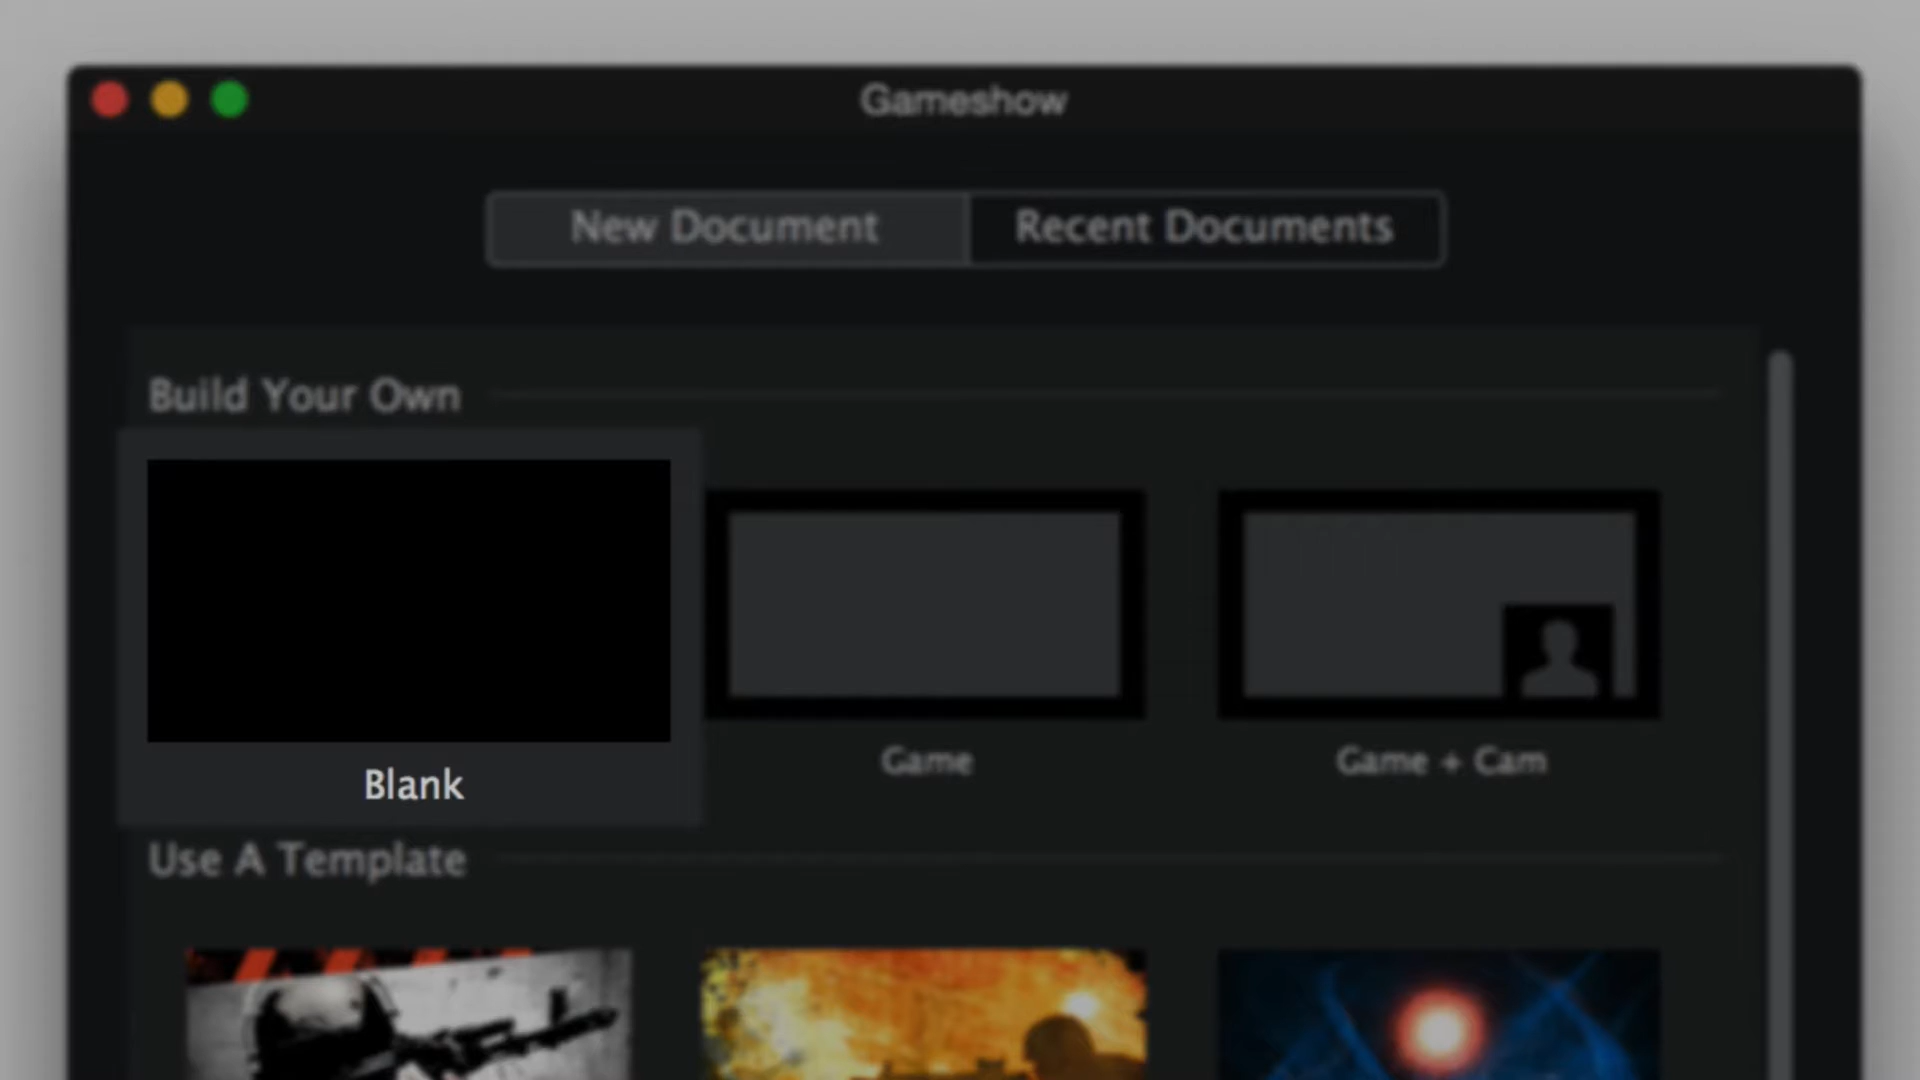 Gameshow
New Document
Recent Documents
Build Your Own
Blank
Game
Game + Cam
Use A Template